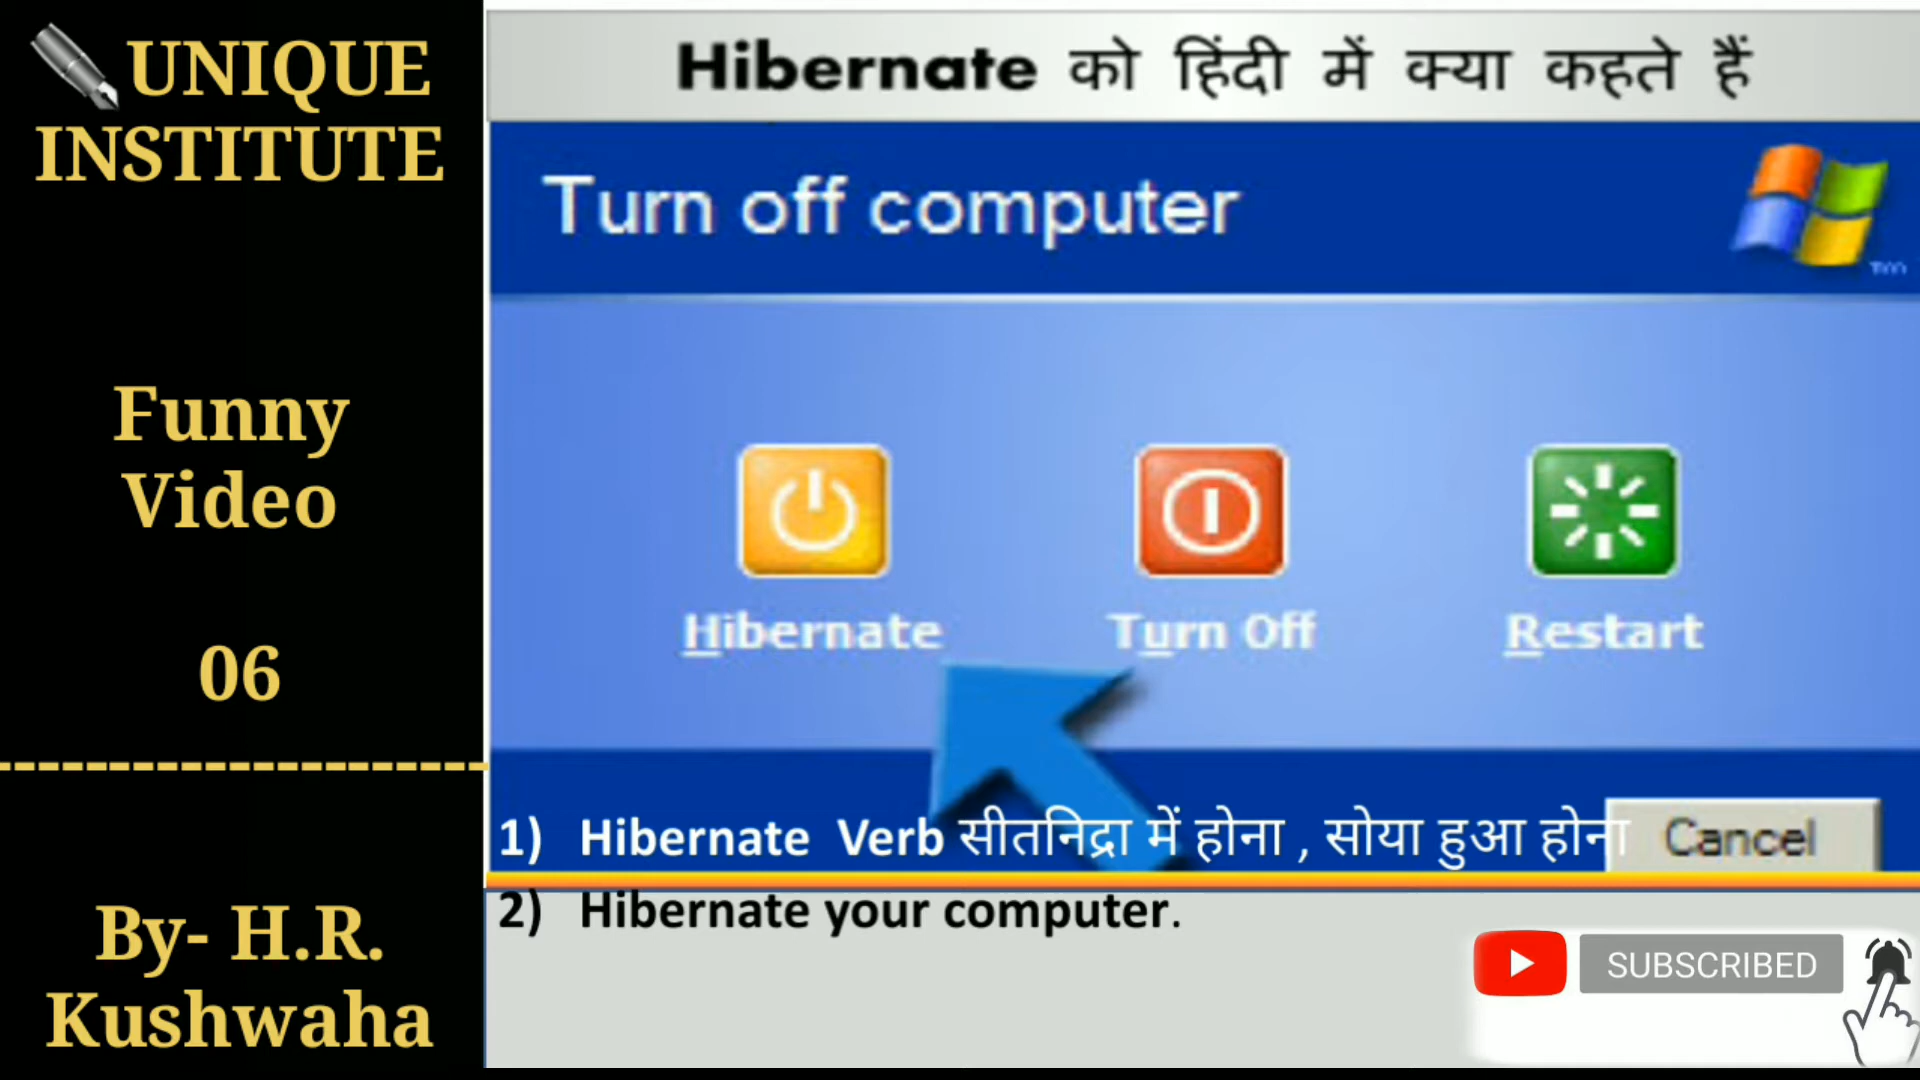 UNIQUE
INSTITUTE
Funny
Video
06
By- H.R.
Kushwaha
Hibernate को हिंदी में क्या कहते हैं
Turn off computer
TM
Hibernate
Turn Off
Restart
1) Hibernate Verb सीतनिद्रा में होना , सोया हुआ होना
Cancel
2) Hibernate your computer.
SUBSCRIBED